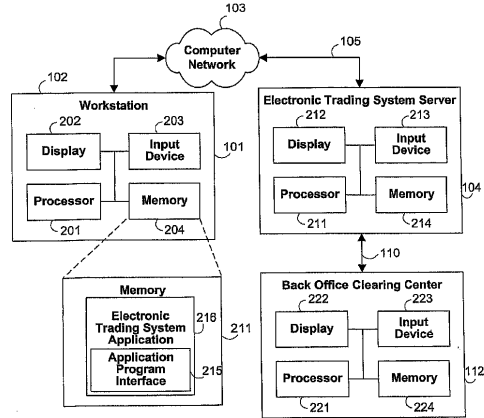 103
Computer
Network
105
102
Workstation
202
203
Display
Input
Device
101
Processor
Memory
201
204
Electronic Trading System Server
212
213
Display
Input
Device
Processor
Memory
104
211
214
110
Memory
216
211
Electronic
Trading System
Application
Application
Program
Interface
215
Back Office Clearing Center
222
223
Display
Input
Device
Processor
Memory
112
221
224